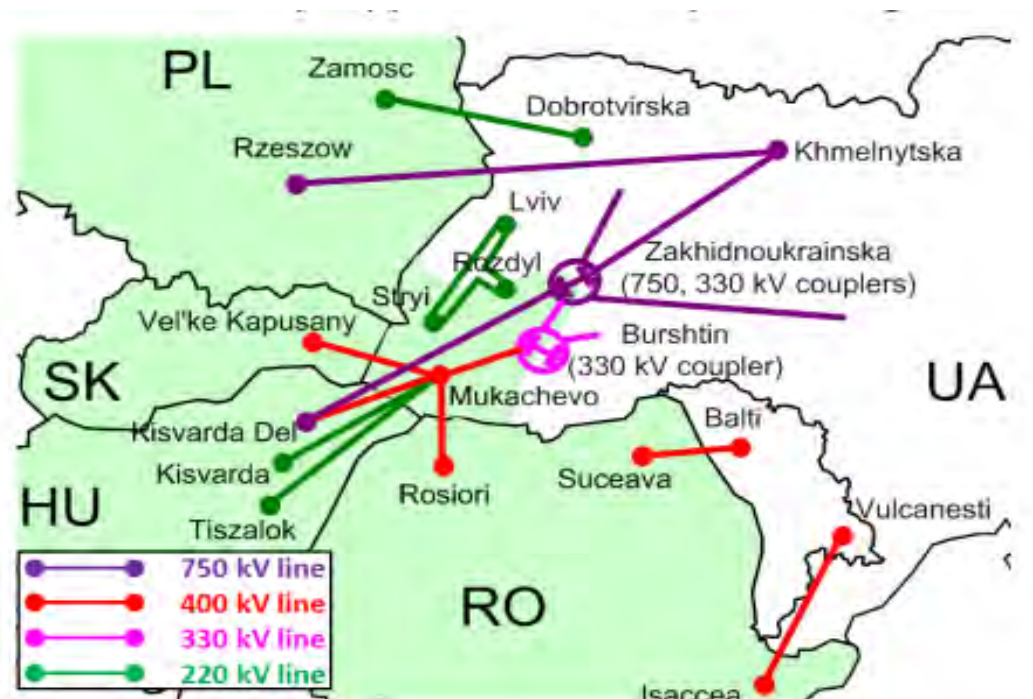 PL
Zamosc
Dobrotvirska
Rzeszow
Khmelnytska
Lviv
Rozdyl
Zakhidnoukrainska
(750, 330 kV couplers)
Stryi
Vel'ke Kapusany
Burshtin
(330 kV coupler)
SK
UA
Mukachevo
Balti
Kisvarda Del
Kisvarda
Rosiori
Suceava
HU
Vulcanesti
Tiszalok
750 kV line
400 kV line
330 kV line
220 kV line
RO
Isaccea